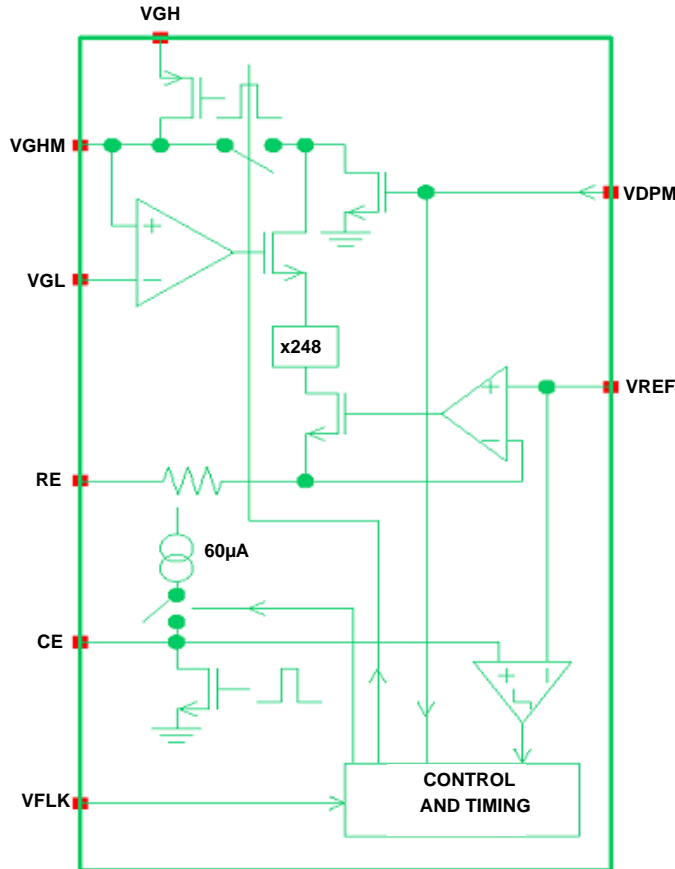 VGH
VGHM
VDPM
+
VGL
−
x248
+
VREF
−
RE
60µA
CE
+ −
CONTROL
AND TIMING
VFLK